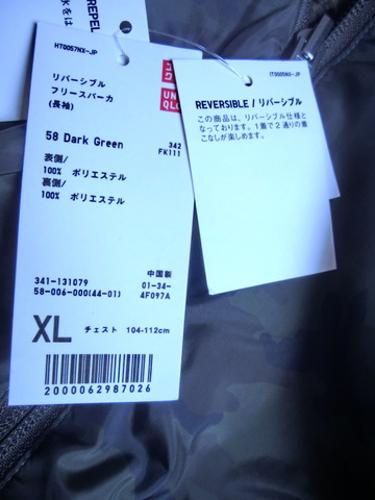 REPEL
水をは
HT0057NX-JP
リバーシブル
フリースパーカ
(長袖)
UNI
QLO
58 Dark Green
342
FK111
表側/
100% ポリエステル
裏側/
100% ポリエステル
中国製
341-131079
01-34-
58-006-000(44-01)
4F097A
XL チェスト 104-112cm
2000062987026
IT0005NX-JP
REVERSIBLE / リバーシブル
この商品は、リバーシブル仕様と
なっております。1着で2通りの着
こなしが楽しめます。